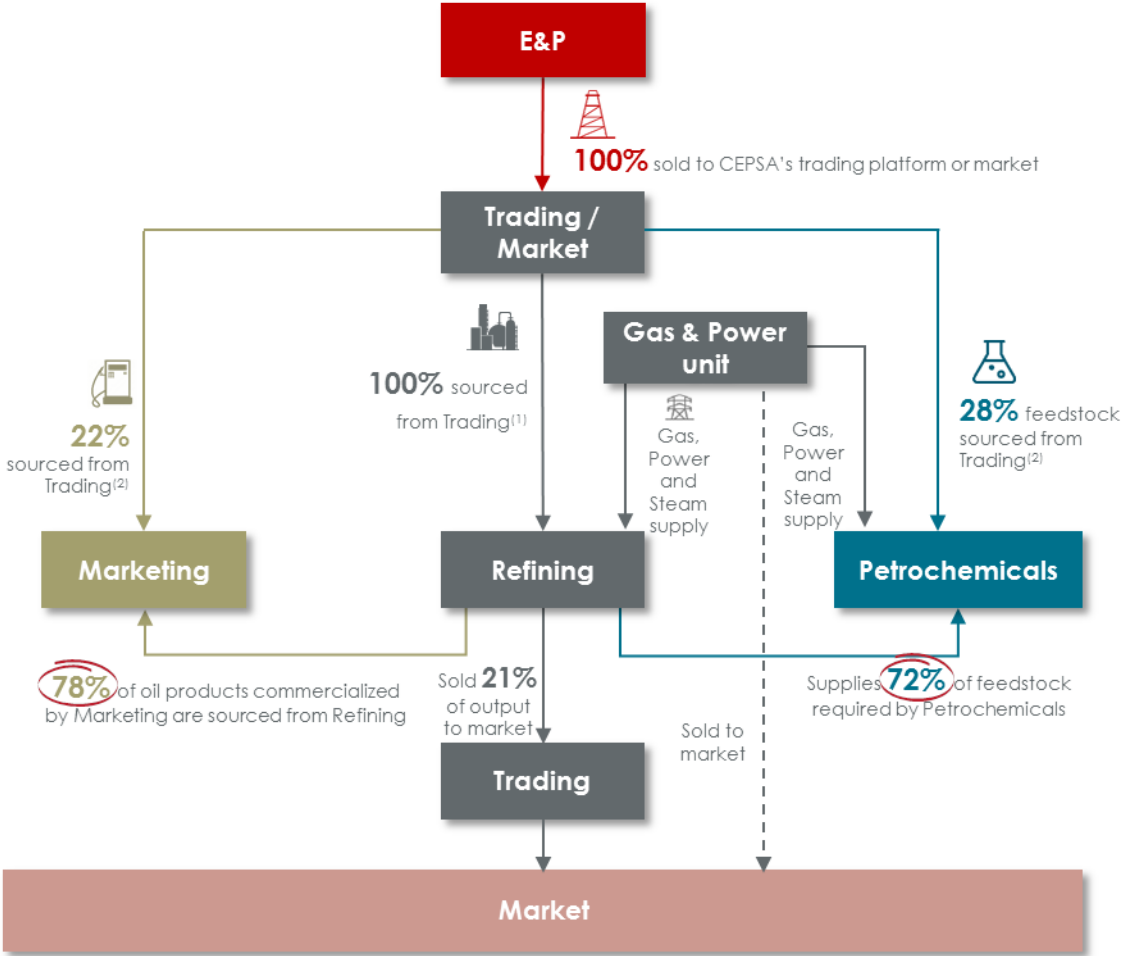 E&P
100% sold to CEPSA's trading platform or market
Trading /
Market
Gas & Power
unit
100% sourced
from Trading(1)
22%
sourced from
Trading(2)
28% feedstock
sourced from
Trading(2)
Gas,
Power
and
Steam
supply
Gas,
Power
and
Steam
supply
Marketing
Refining
Petrochemicals
78% of oil products commercialized
by Marketing are sourced from Refining
Sold 21%
of output
to market
Supplies 72% of feedstock
required by Petrochemicals
Sold to
market
Trading
Market